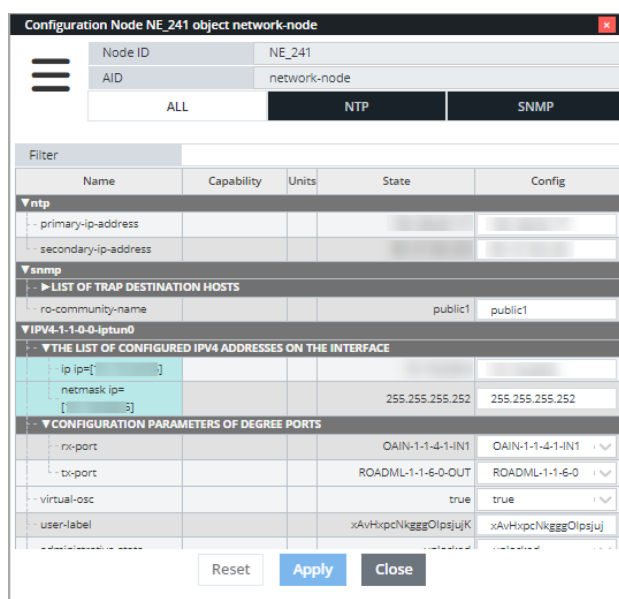 Configuration Node NE_241 object network-node
Node ID NE_241
AID network-node
ALL NTP SNMP
Filter
Name Capability Units State Config
▼ntp
primary-ip-address
secondary-ip-address
▼snmp
►LIST OF TRAP DESTINATION HOSTS
ro-community-name public1 public1
▼IPV4-1-1-0-0-iptun0
▼THE LIST OF CONFIGURED IPV4 ADDRESSES ON THE INTERFACE
ip ip=[ ]
netmask ip= 255.255.255.252 255.255.255.252
[ ]
▼CONFIGURATION PARAMETERS OF DEGREE PORTS
rx-port OAIN-1-1-4-1-IN1 OAIN-1-1-4-1-IN1
tx-port ROADML-1-1-6-0-OUT ROADML-1-1-6-0
virtual-osc true true
user-label xAvHxpcNkgggOIpsjujK xAvHxpcNkgggOIpsjuj
Reset Apply Close